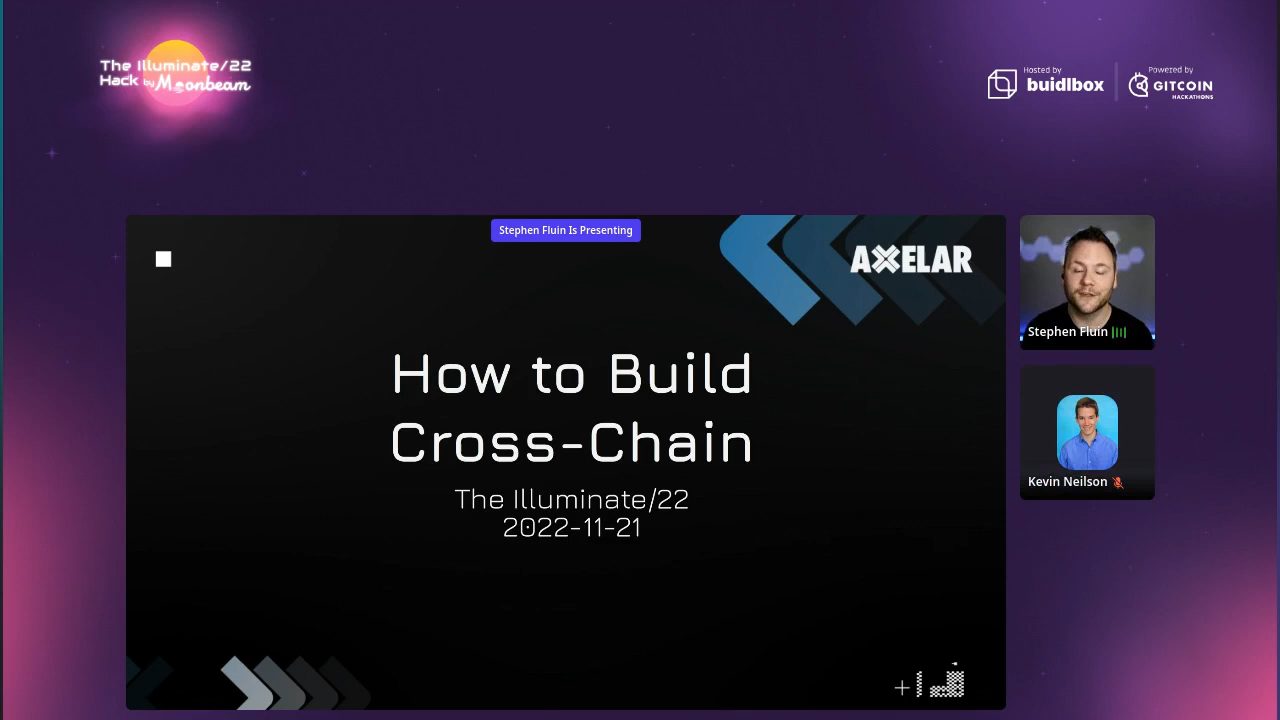 The Illuminate/22
Hack by Moonbeam
Hosted by
buidlbox
Powered by
GITCOIN
HACKATHONS
Stephen Fluin Is Presenting
AXELAR
How to Build
Cross-Chain
The Illuminate/22
2022-11-21
Stephen Fluin
Kevin Neilson